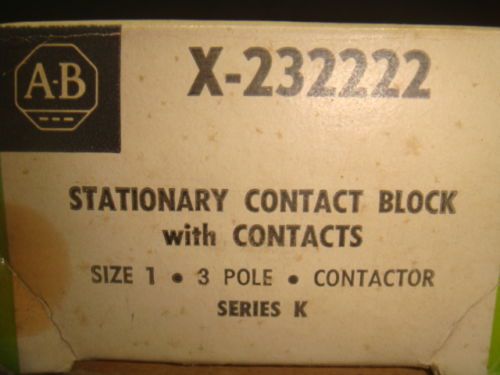 A-B
X-232222
STATIONARY CONTACT BLOCK
with CONTACTS
SIZE 1 • 3 POLE • CONTACTOR
SERIES K